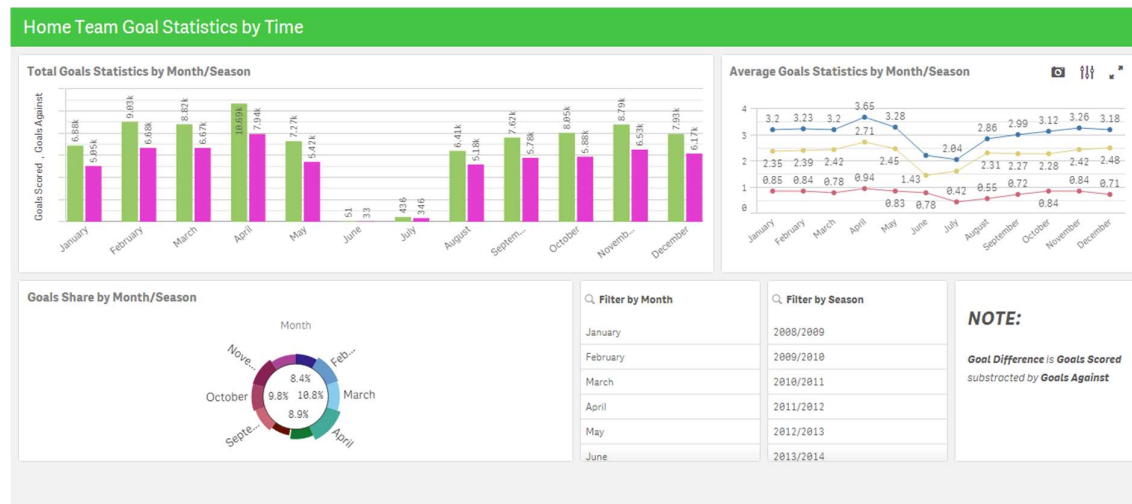 Home Team Goal Statistics by Time
Total Goals Statistics by Month/Season
Goals Scored , Goals Against
6.88k 5.05k 9.03k 6.68k 8.82k 6.67k 10.69k 7.94k 7.27k 5.42k 51 33 436 346 6.41k 5.18k 7.62k 5.78k 8.05k 5.88k 8.79k 6.53k 7.93k 6.17k
January February March April May June July August Septem... October Novemb... December
Average Goals Statistics by Month/Season
4
3
2
1
0
3.2 3.23 3.2 3.65 3.28 2.04 2.86 2.99 3.12 3.26 3.18
2.35 2.39 2.42 2.71 2.45 1.43 2.31 2.27 2.28 2.42 2.48
0.85 0.84 0.78 0.94 0.83 0.78 0.42 0.55 0.72 0.84 0.84 0.71
January February March April May June July August September October November December
Goals Share by Month/Season
Month
Nove... Feb...
8.4%
October 9.8% 10.8% March
8.9%
Septe... April
Filter by Month
January
February
March
April
May
June
Filter by Season
2008/2009
2009/2010
2010/2011
2011/2012
2012/2013
2013/2014
NOTE:
Goal Difference is Goals Scored
substracted by Goals Against